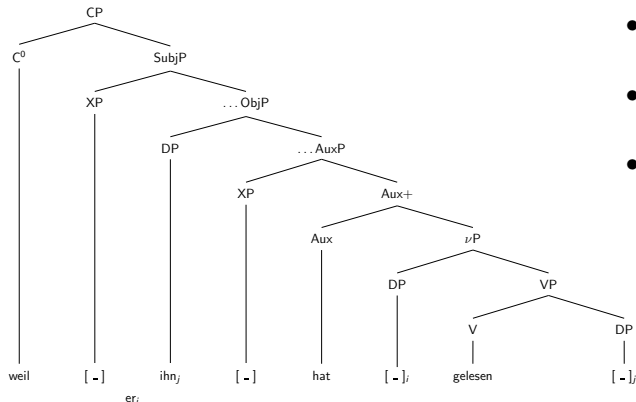 CP
C⁰ SubjP
XP …ObjP
DP …AuxP
XP Aux+
Aux νP
DP VP
V DP
weil [ - ] ihnⱼ [ - ] hat [ - ]ᵢ gelesen [ - ]ⱼ
erᵢ
•
•
•